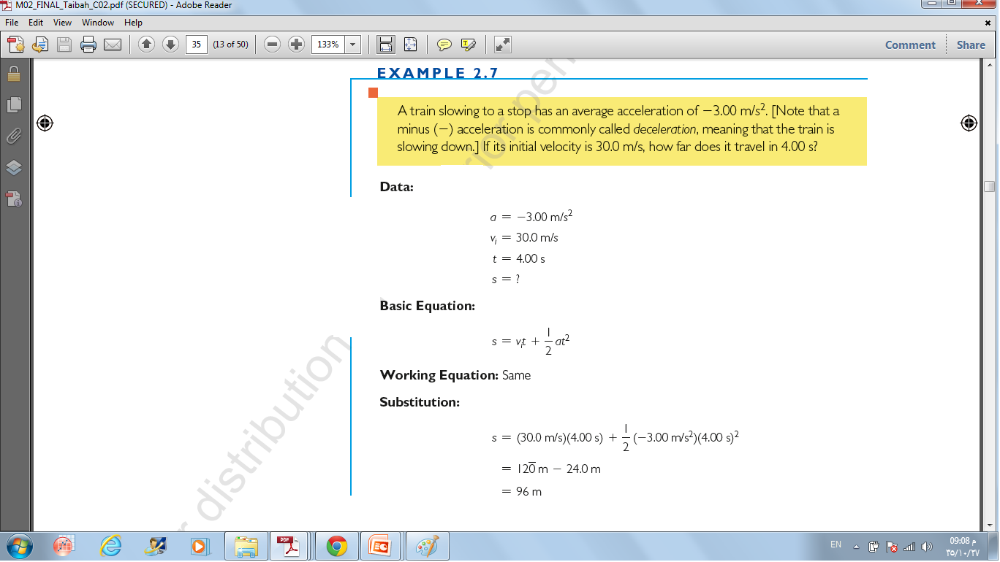 M02_FINAL_Taibah_C02.pdf (SECURED) - Adobe Reader
File Edit View Window Help
35 (13 of 50) 133% Comment Share
EXAMPLE 2.7
A train slowing to a stop has an average acceleration of −3.00 m/s². [Note that a
minus (−) acceleration is commonly called deceleration, meaning that the train is
slowing down.] If its initial velocity is 30.0 m/s, how far does it travel in 4.00 s?
Data:
a = −3.00 m/s²
vᵢ = 30.0 m/s
t = 4.00 s
s = ?
Basic Equation:
s = vᵢt + 1/2 at²
Working Equation: Same
Substitution:
s = (30.0 m/s)(4.00 s) + 1/2 (−3.00 m/s²)(4.00 s)²
= 120̅ m − 24.0 m
= 96 m
distribution
EN
09:08 م
٣٥/١٠/٢٧